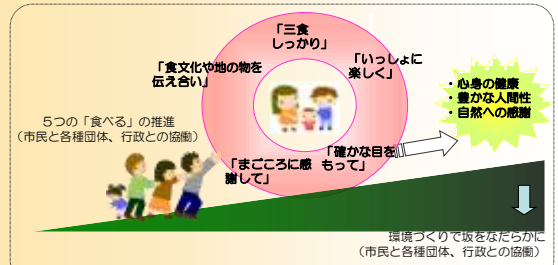 「三食
しっかり」
「いっしょに
楽しく」
「食文化や地の物を
伝え合い」
・心身の健康
・豊かな人間性
・自然への感謝
5つの「食べる」の推進
（市民と各種団体、行政との協働）
「確かな目を
もって」
「まごころに感
謝して」
環境づくりで坂をなだらかに
（市民と各種団体、行政との協働）